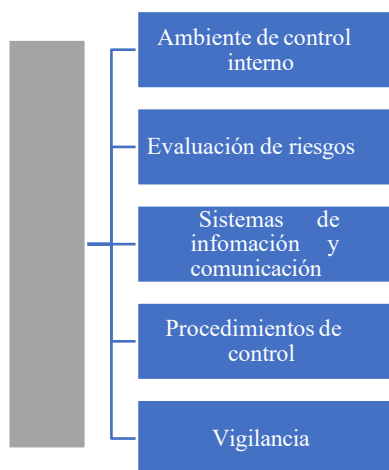 Ambiente de control
interno
Evaluación de riesgos
Sistemas de
infomación y
comunicación
Procedimientos de
control
Vigilancia